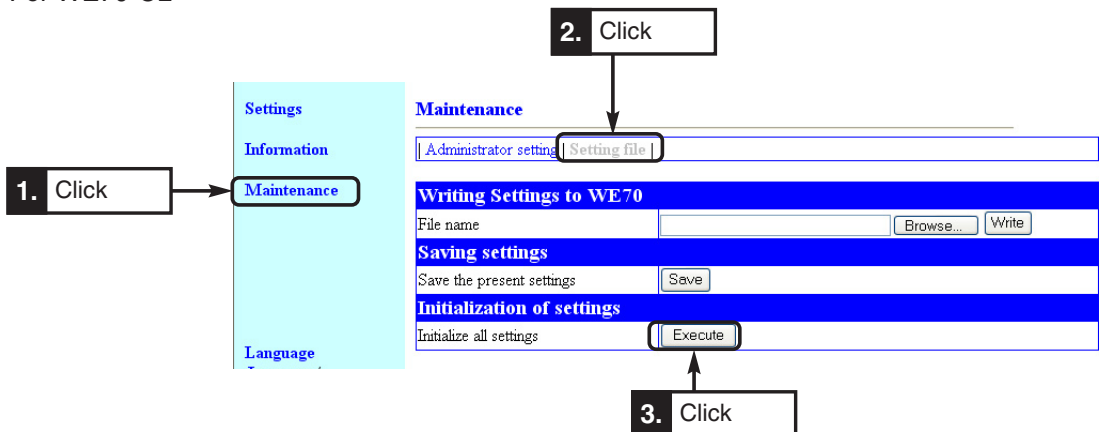 2. Click
Settings
Maintenance
Information
| Administrator setting | Setting file |
1. Click
Maintenance
Writing Settings to WE70
File name
Browse...
Write
Saving settings
Save the present settings
Save
Initialization of settings
Initialize all settings
Execute
Language
3. Click